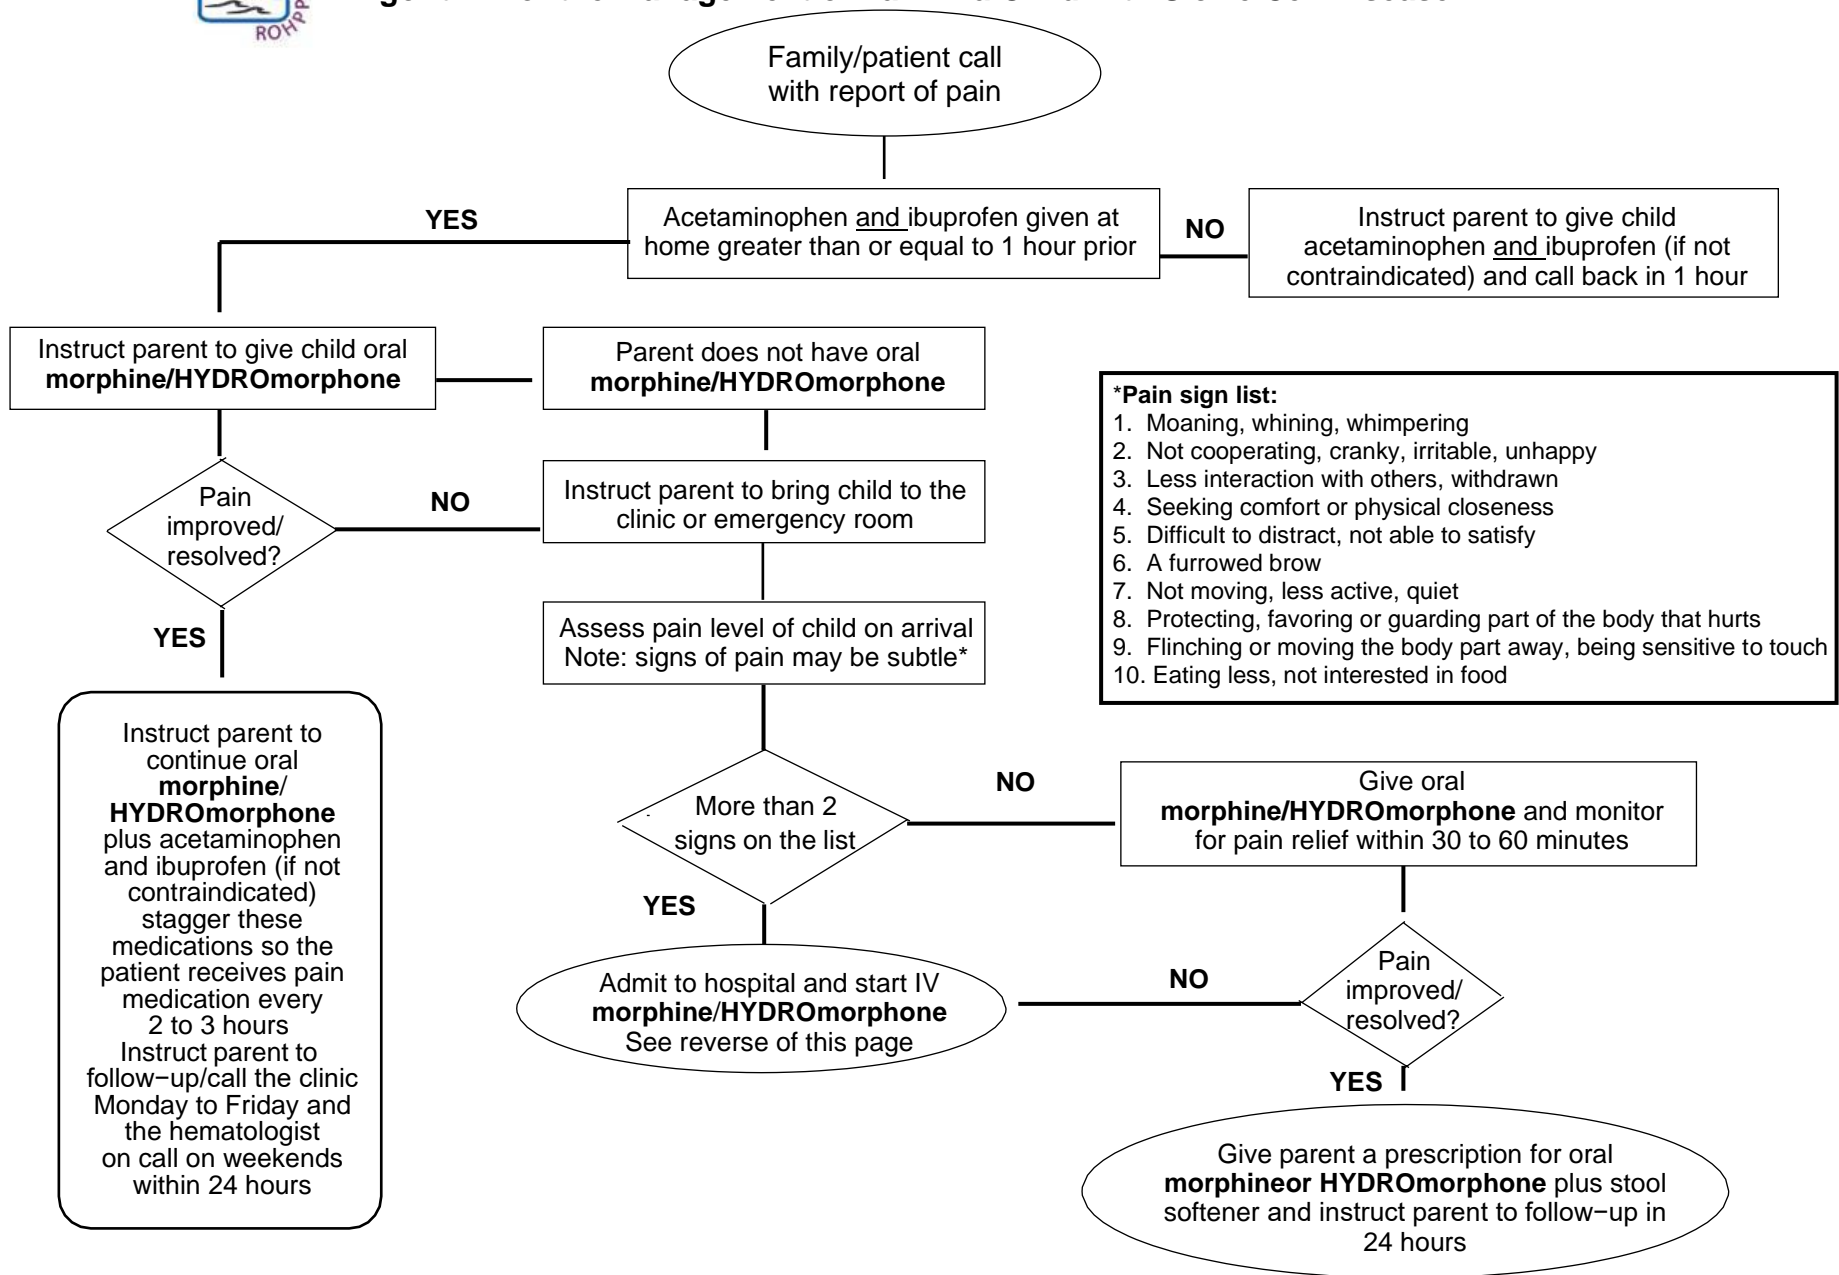 ROHPP
Family/patient call
with report of pain
YES
Acetaminophen and ibuprofen given at
home greater than or equal to 1 hour prior
NO
Instruct parent to give child
acetaminophen and ibuprofen (if not
contraindicated) and call back in 1 hour
Instruct parent to give child oral
morphine/HYDROmorphone
Parent does not have oral
morphine/HYDROmorphone
*Pain sign list:
1. Moaning, whining, whimpering
2. Not cooperating, cranky, irritable, unhappy
3. Less interaction with others, withdrawn
4. Seeking comfort or physical closeness
5. Difficult to distract, not able to satisfy
6. A furrowed brow
7. Not moving, less active, quiet
8. Protecting, favoring or guarding part of the body that hurts
9. Flinching or moving the body part away, being sensitive to touch
10. Eating less, not interested in food
Pain
improved/
resolved?
NO
Instruct parent to bring child to the
clinic or emergency room
YES
Assess pain level of child on arrival
Note: signs of pain may be subtle*
Instruct parent to
continue oral
morphine/
HYDROmorphone
plus acetaminophen
and ibuprofen (if not
contraindicated)
stagger these
medications so the
patient receives pain
medication every
2 to 3 hours
Instruct parent to
follow−up/call the clinic
Monday to Friday and
the hematologist
on call on weekends
within 24 hours
More than 2
signs on the list
NO
Give oral
morphine/HYDROmorphone and monitor
for pain relief within 30 to 60 minutes
YES
Admit to hospital and start IV
morphine/HYDROmorphone
See reverse of this page
NO
Pain
improved/
resolved?
YES
Give parent a prescription for oral
morphineor HYDROmorphone plus stool
softener and instruct parent to follow−up in
24 hours